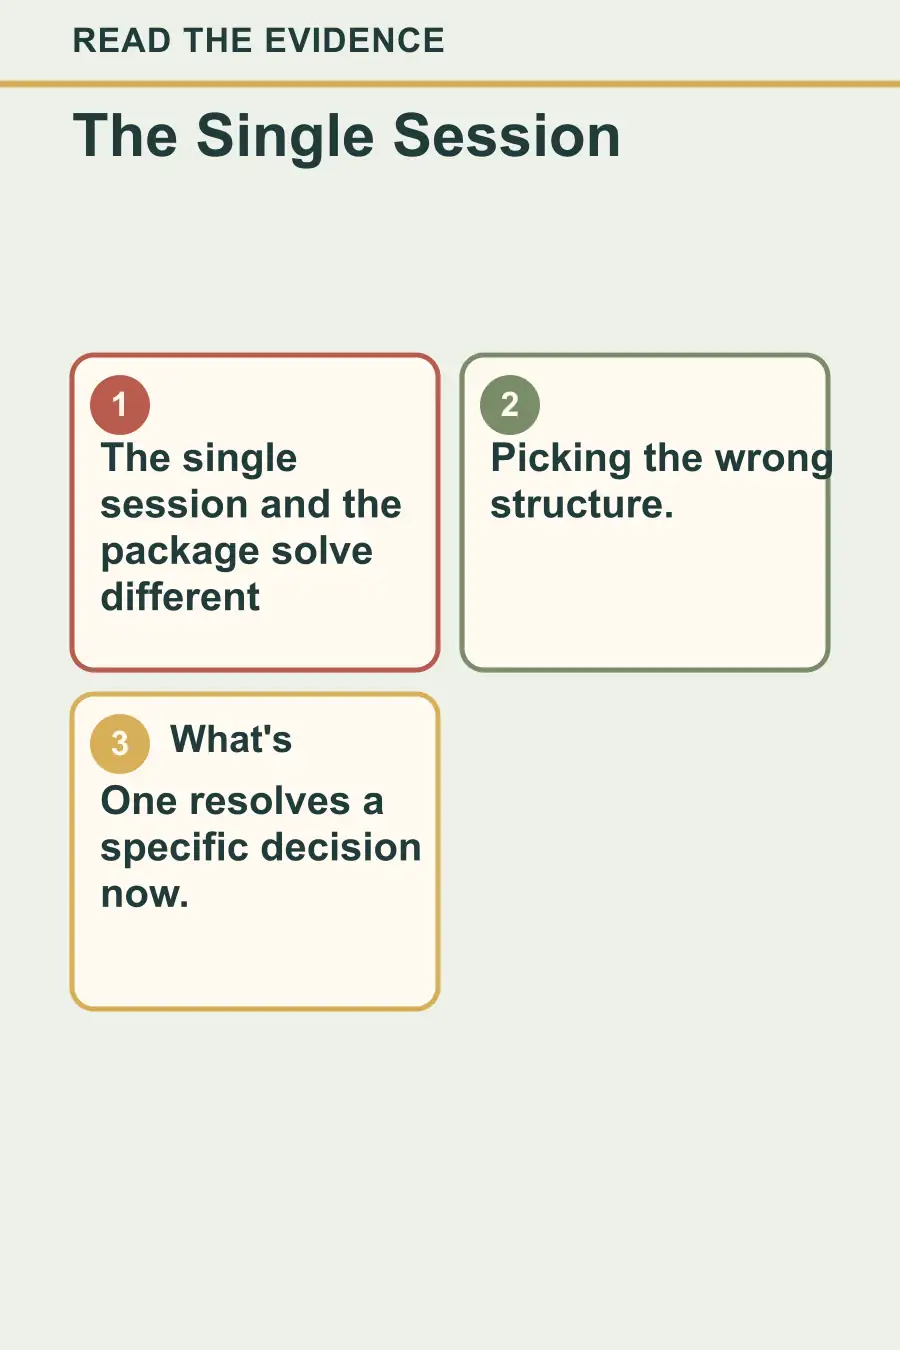 READ THE EVIDENCE
The Single Session
1
The single
session and the
package solve
different
2
Picking the wrong
structure.
3 What's
One resolves a
specific decision
now.